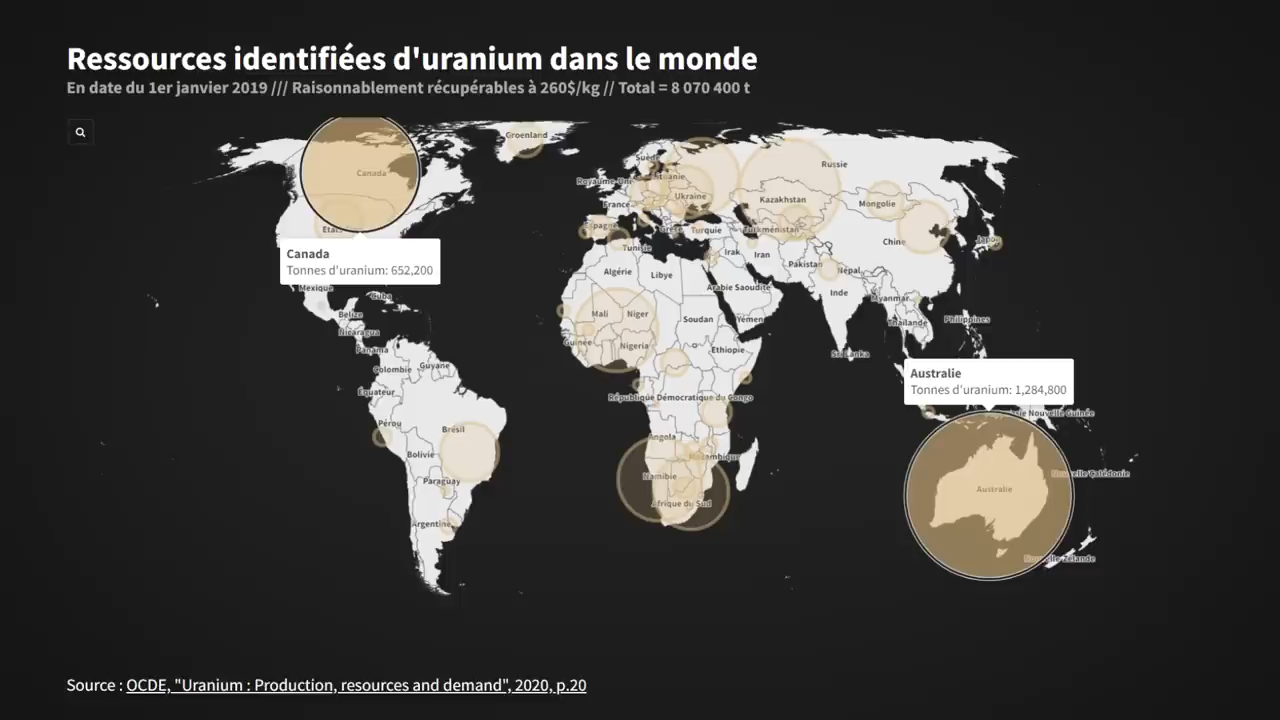 Ressources identifiées d'uranium dans le monde
En date du 1er janvier 2019 /// Raisonnablement récupérables à 260$/kg // Total = 8 070 400 t
Groenland
Suède
Russie
Canada
Royaume-Uni
Ukraine
Kazakhstan
Mongolie
France
Espagne
Grèce
Turquie
Turkménistan
Chine
Japon
Tunisie
Irak
Iran
Canada
Tonnes d'uranium: 652,200
Algérie
Libye
Pakistan
Népal
Mexique
Cuba
Arabie Saoudite
Inde
Myanmar
Belize
Mali
Niger
Soudan
Yémen
Thaïlande
Philippines
Nicaragua
Guinée
Nigeria
Ethiopie
Sri Lanka
Panama
Colombie
Guyane
Australie
Tonnes d'uranium: 1,284,800
Équateur
République Démocratique du Congo
Nouvelle Guinée
Pérou
Brésil
Angola
Bolivie
Mozambique
Namibie
Nouvelle-Calédonie
Paraguay
Australie
Afrique du Sud
Argentine
Nouvelle-Zélande
Source : OCDE, "Uranium : Production, resources and demand", 2020, p.20